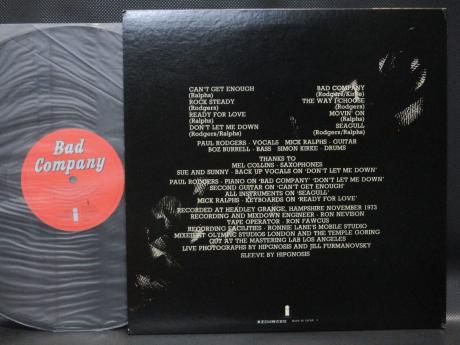 Bad
Company
CAN'T GET ENOUGH
(Ralphs)
ROCK STEADY
(Rodgers)
READY FOR LOVE
(Ralphs)
DON'T LET ME DOWN
(Rodgers/Ralphs)
BAD COMPANY
(Rodgers/Kirke)
THE WAY I CHOOSE
(Rodgers)
MOVIN' ON
(Ralphs)
SEAGULL
(Rodgers/Ralphs)
PAUL RODGERS · VOCALS MICK RALPHS · GUITAR
BOZ BURRELL · BASS SIMON KIRKE · DRUMS
THANKS TO
MEL COLLINS · SAXOPHONES
SUE AND SUNNY · BACK UP VOCALS ON 'DON'T LET ME DOWN'
PAUL RODGERS · PIANO ON 'BAD COMPANY' 'DON'T LET ME DOWN'
SECOND GUITAR ON 'CAN'T GET ENOUGH'
ALL INSTRUMENTS ON 'SEAGULL'
MICK RALPHS · KEYBOARDS ON 'READY FOR LOVE'
RECORDED AT HEADLEY GRANGE, HAMPSHIRE NOVEMBER 1973
RECORDING AND MIXDOWN ENGINEER · RON NEVISON
TAPE OPERATOR · RON FAWCUS
RECORDING FACILITIES · RONNIE LANE'S MOBILE STUDIO
MIXED AT OLYMPIC STUDIOS LONDON AND THE TEMPLE GORING
CUT AT THE MASTERING LAB LOS ANGELES
LIVE PHOTOGRAPHS BY HIPGNOSIS AND JILL FURMANOVSKY
SLEEVE BY HIPGNOSIS
MADE IN JAPAN